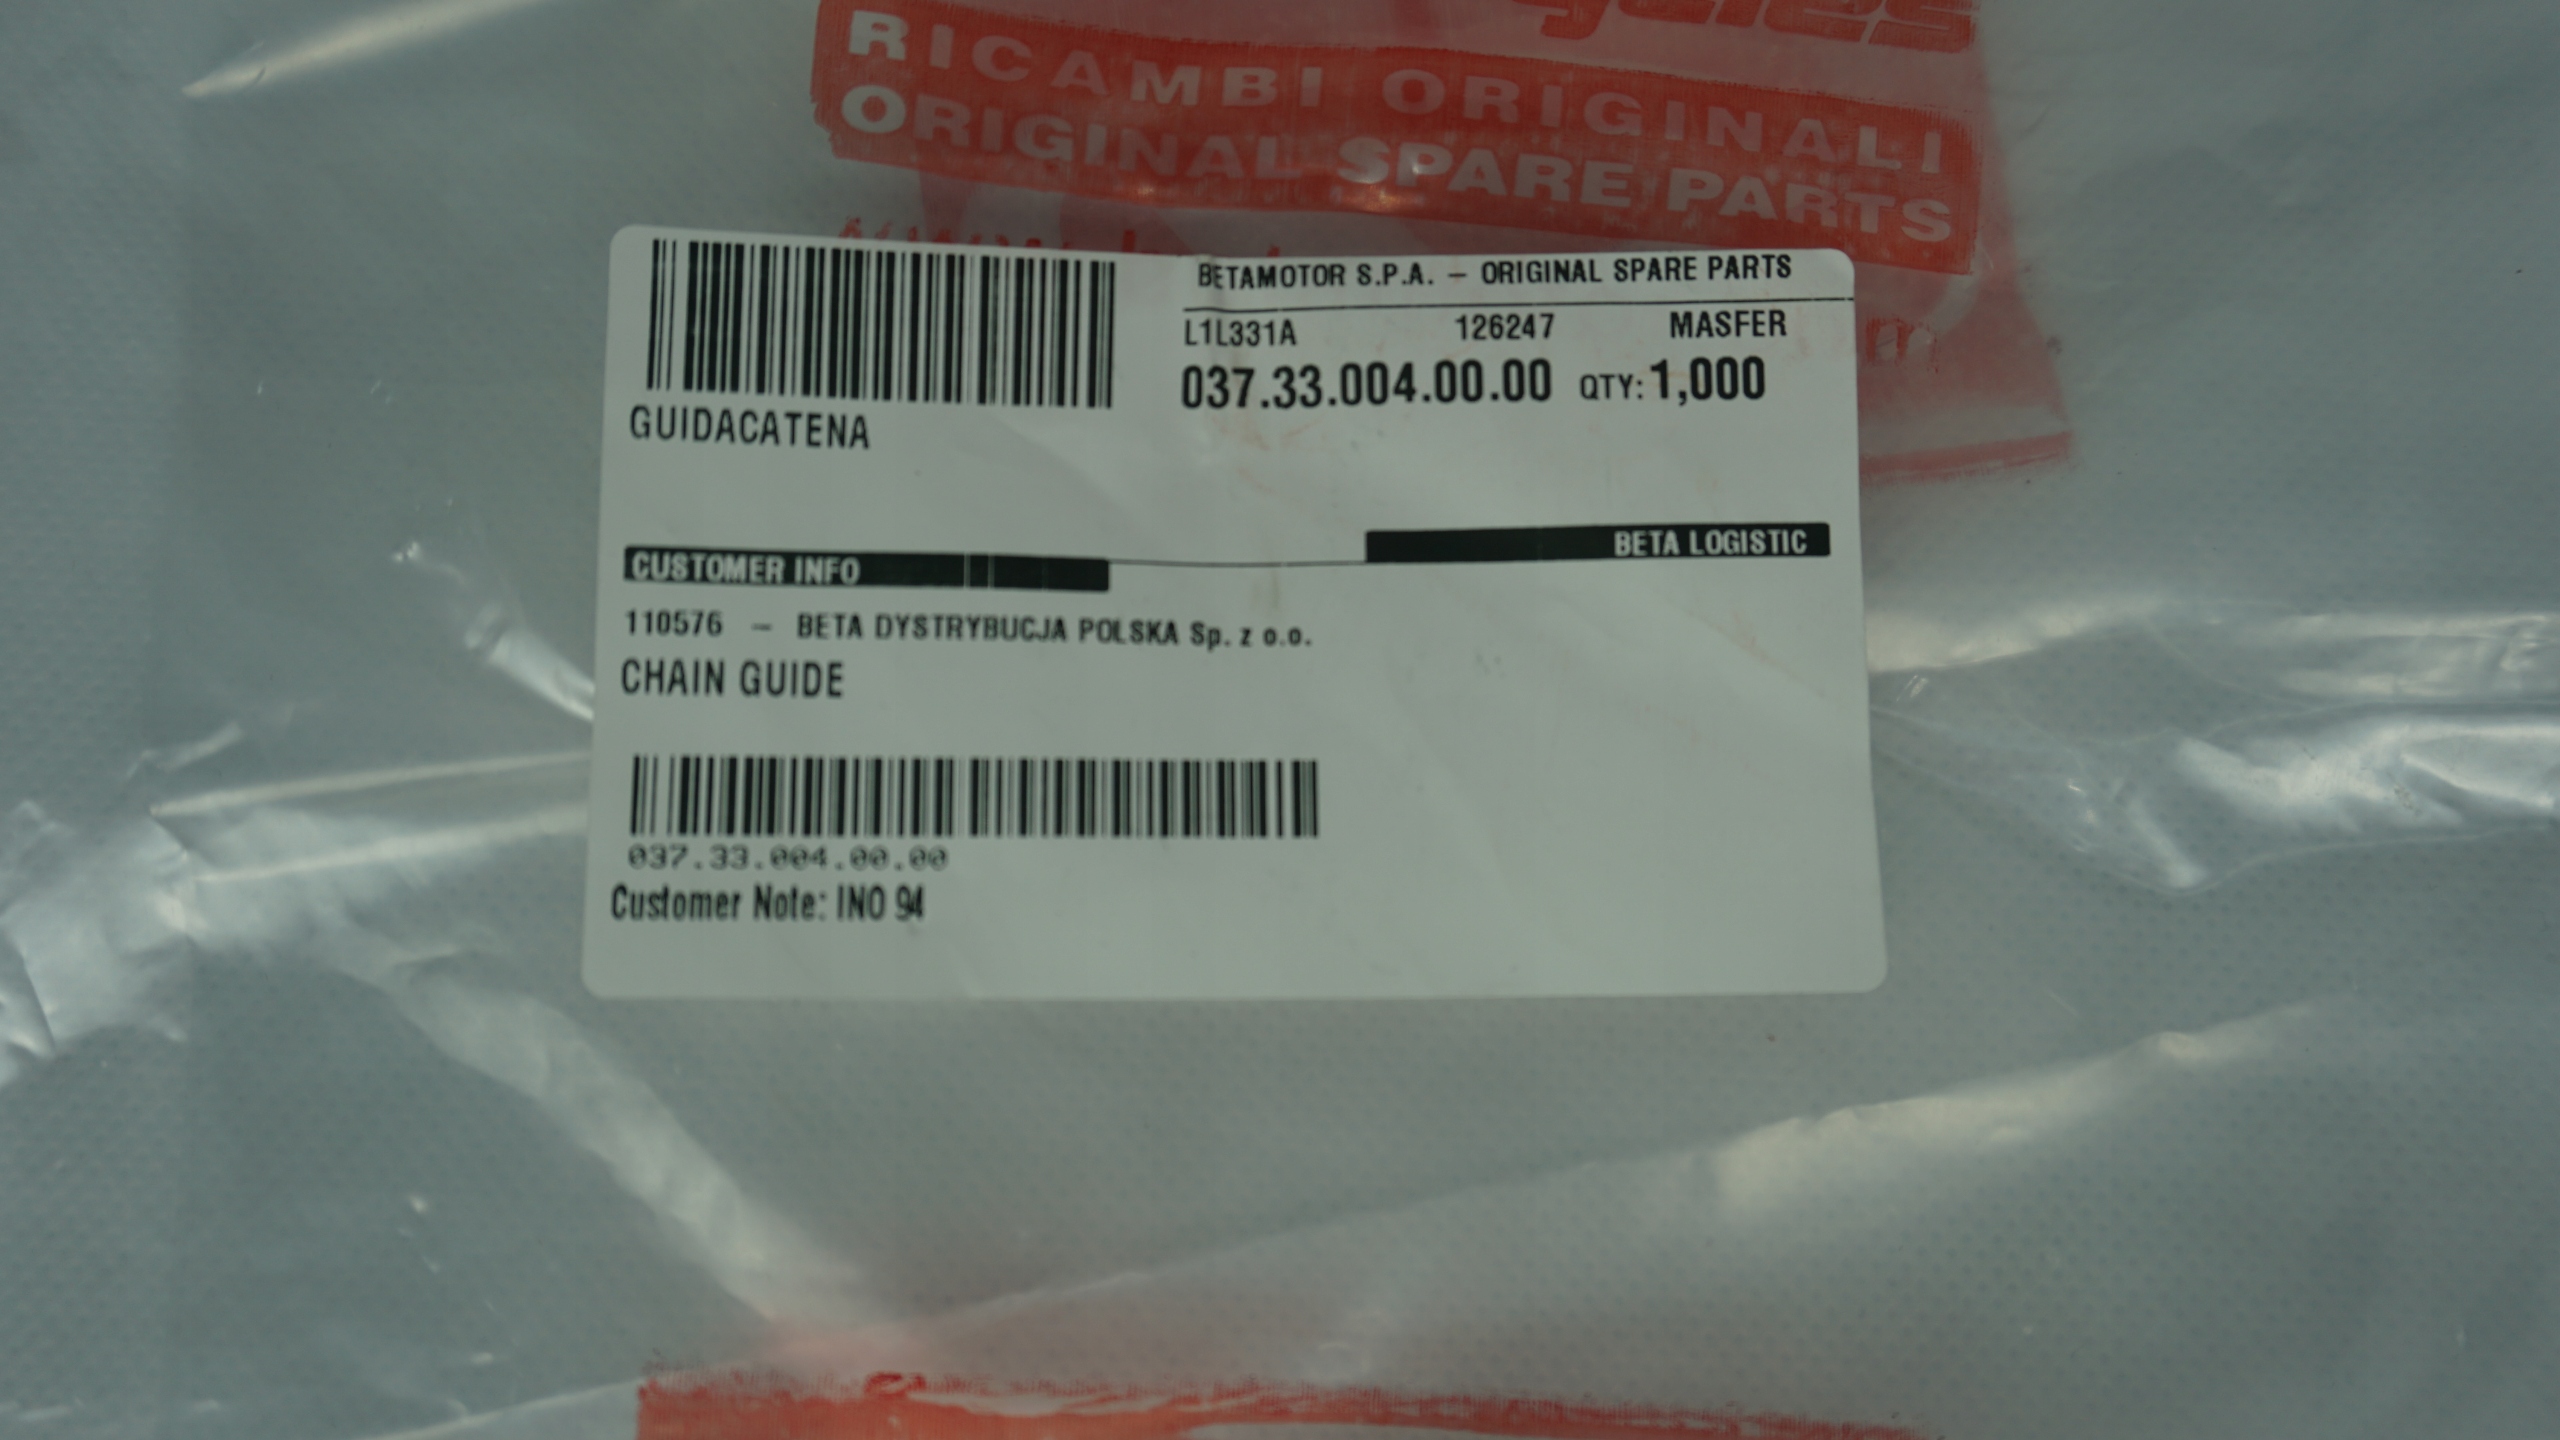 RICAMBI ORIGINALI
ORIGINAL SPARE PARTS
BETAMOTOR S.P.A. – ORIGINAL SPARE PARTS
L1L331A 126247 MASFER
037.33.004.00.00 QTY: 1,000
GUIDACATENA
BETA LOGISTIC
CUSTOMER INFO
110576 – BETA DYSTRYBUCJA POLSKA Sp. z o.o.
CHAIN GUIDE
037.33.004.00.00
Customer Note: INO 94